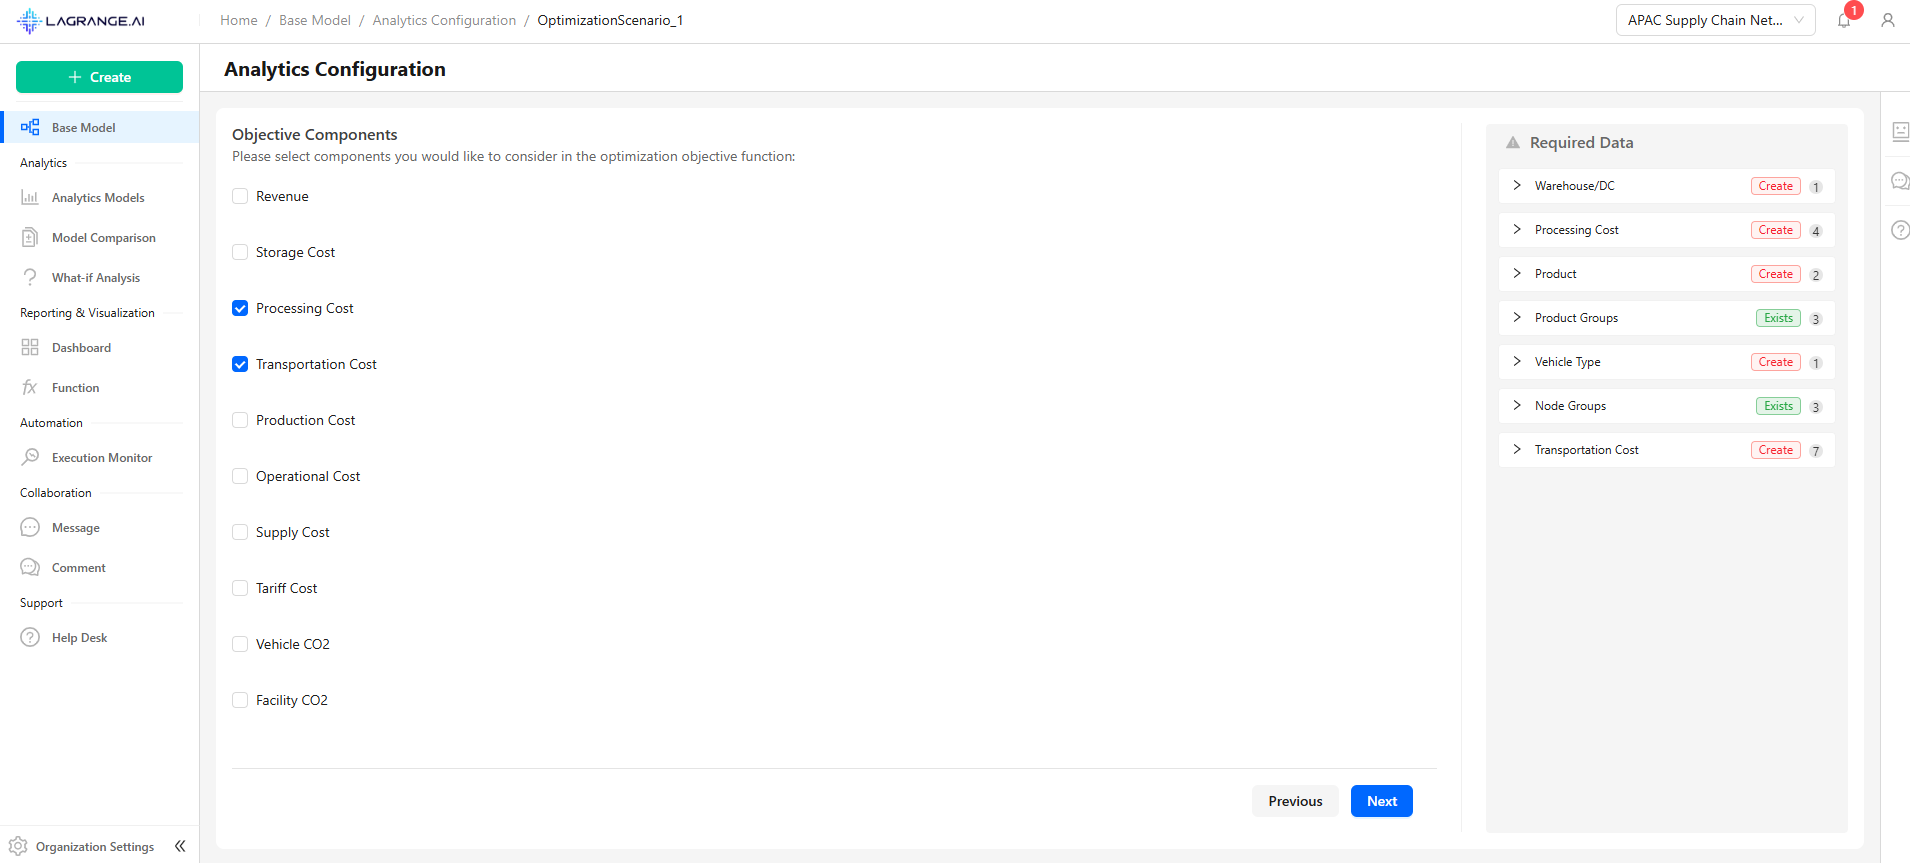 LAGRANGE.AI
Home / Base Model / Analytics Configuration / OptimizationScenario_1
APAC Supply Chain Net...
1
Create
Analytics Configuration
Base Model
Analytics
Analytics Models
Model Comparison
What-if Analysis
Reporting & Visualization
Dashboard
Function
Automation
Execution Monitor
Collaboration
Message
Comment
Support
Help Desk
Organization Settings
Objective Components
Please select components you would like to consider in the optimization objective function:
Revenue
Storage Cost
Processing Cost
Transportation Cost
Production Cost
Operational Cost
Supply Cost
Tariff Cost
Vehicle CO2
Facility CO2
Previous Next
Required Data
Warehouse/DC Create 1
Processing Cost Create 4
Product Create 2
Product Groups Exists 3
Vehicle Type Create 1
Node Groups Exists 3
Transportation Cost Create 7